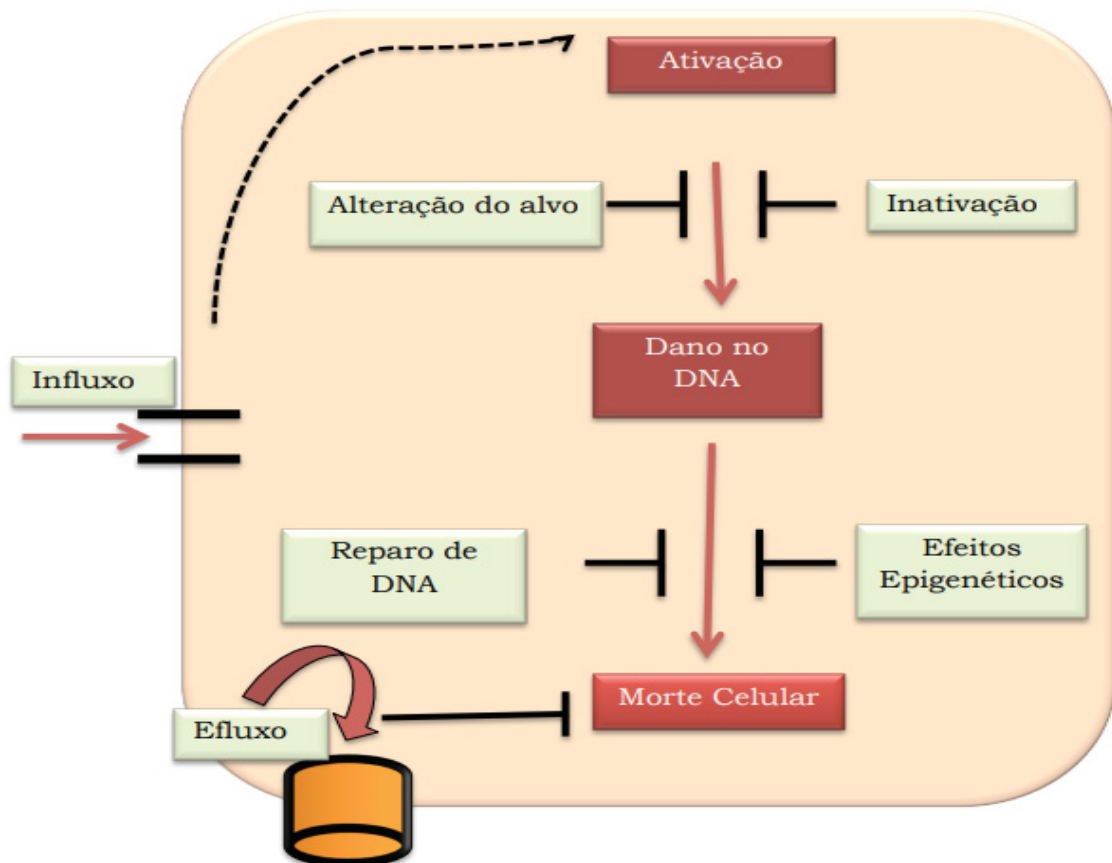 Ativação
Alteração do alvo
Inativação
Dano no
DNA
Influxo
Reparo de
DNA
Efeitos
Epigenéticos
Morte Celular
Efluxo